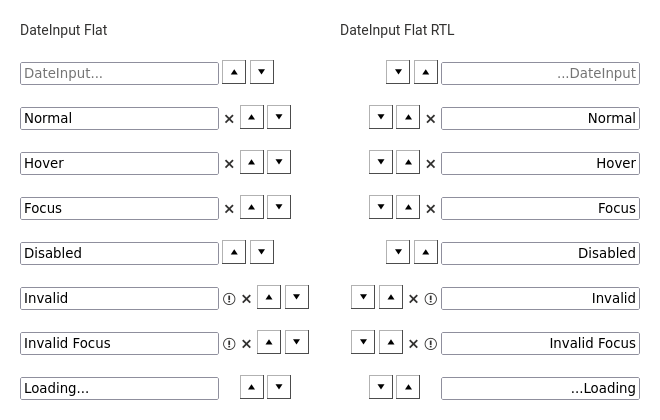 DateInput Flat
DateInput...
Normal
Hover
Focus
Disabled
Invalid
Invalid Focus
Loading...
DateInput Flat RTL
...DateInput
Normal
Hover
Focus
Disabled
Invalid
Invalid Focus
...Loading